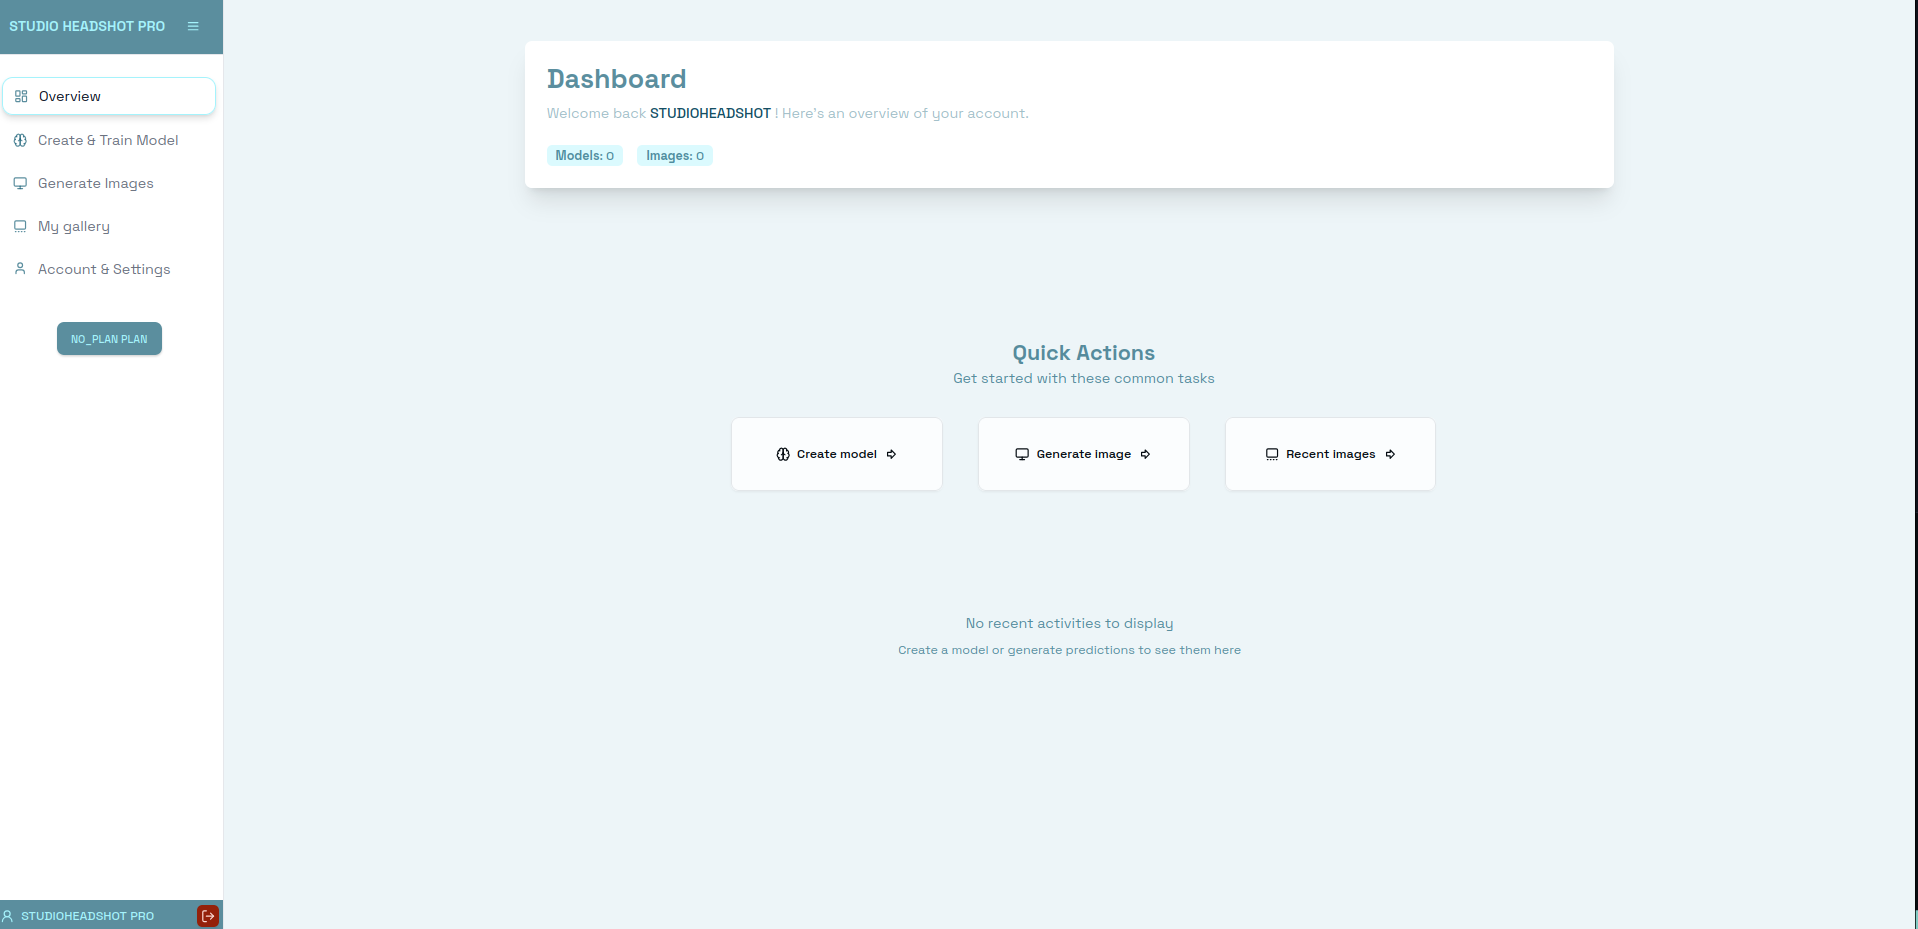 STUDIO HEADSHOT PRO
Overview
Create & Train Model
Generate Images
My gallery
Account & Settings
NO_PLAN PLAN
STUDIOHEADSHOT PRO
Dashboard
Welcome back STUDIOHEADSHOT ! Here's an overview of your account.
Models: 0
Images: 0
Quick Actions
Get started with these common tasks
Create model
Generate image
Recent images
No recent activities to display
Create a model or generate predictions to see them here